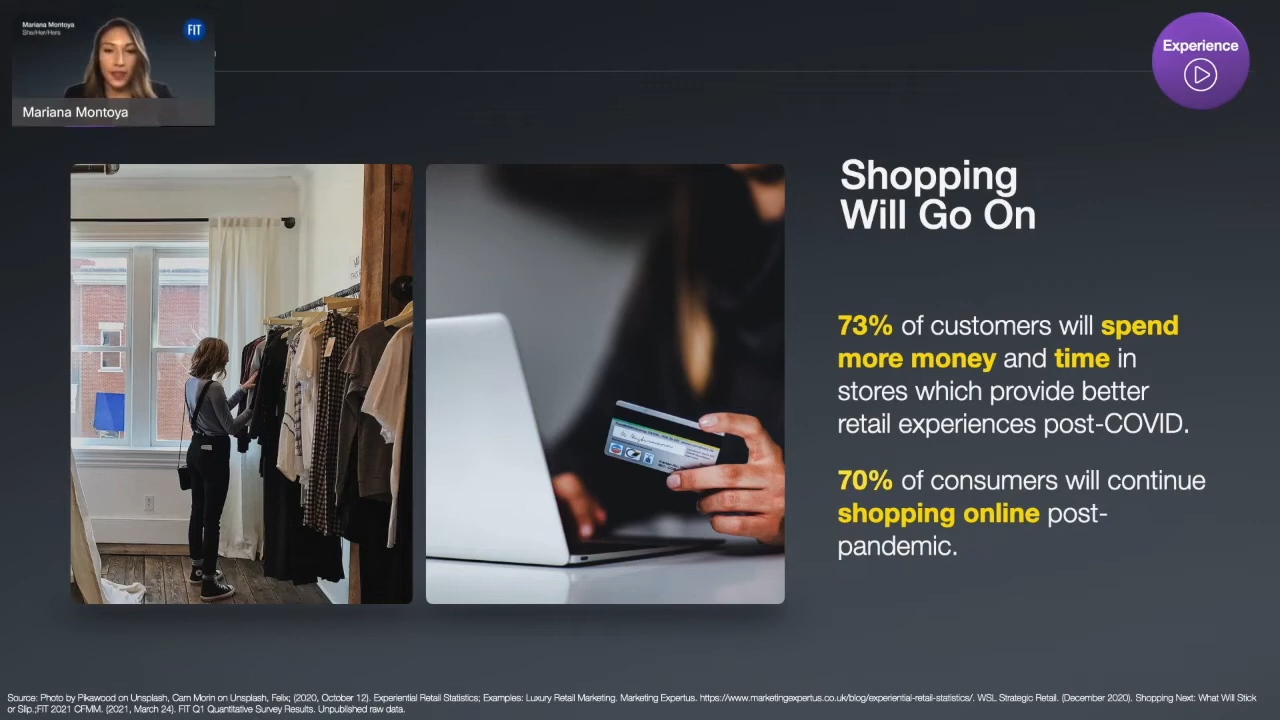 Mariana Montoya
She/Her/Hers
FIT
Mariana Montoya
Experience
Shopping
Will Go On
73% of customers will spend
more money and time in
stores which provide better
retail experiences post-COVID.
70% of consumers will continue
shopping online post-
pandemic.
Source: Photo by Pikawood on Unsplash, Cam Morin on Unsplash, Felix; (2020, October 12). Experiential Retail Statistics; Examples: Luxury Retail Marketing. Marketing Expertus. https://www.marketingexpertus.co.uk/blog/experiential-retail-statistics/. WSL Strategic Retail. (December 2020). Shopping Next: What Will Stick
or Slip.;FIT 2021 CFMM. (2021, March 24). FIT Q1 Quantitative Survey Results. Unpublished raw data.